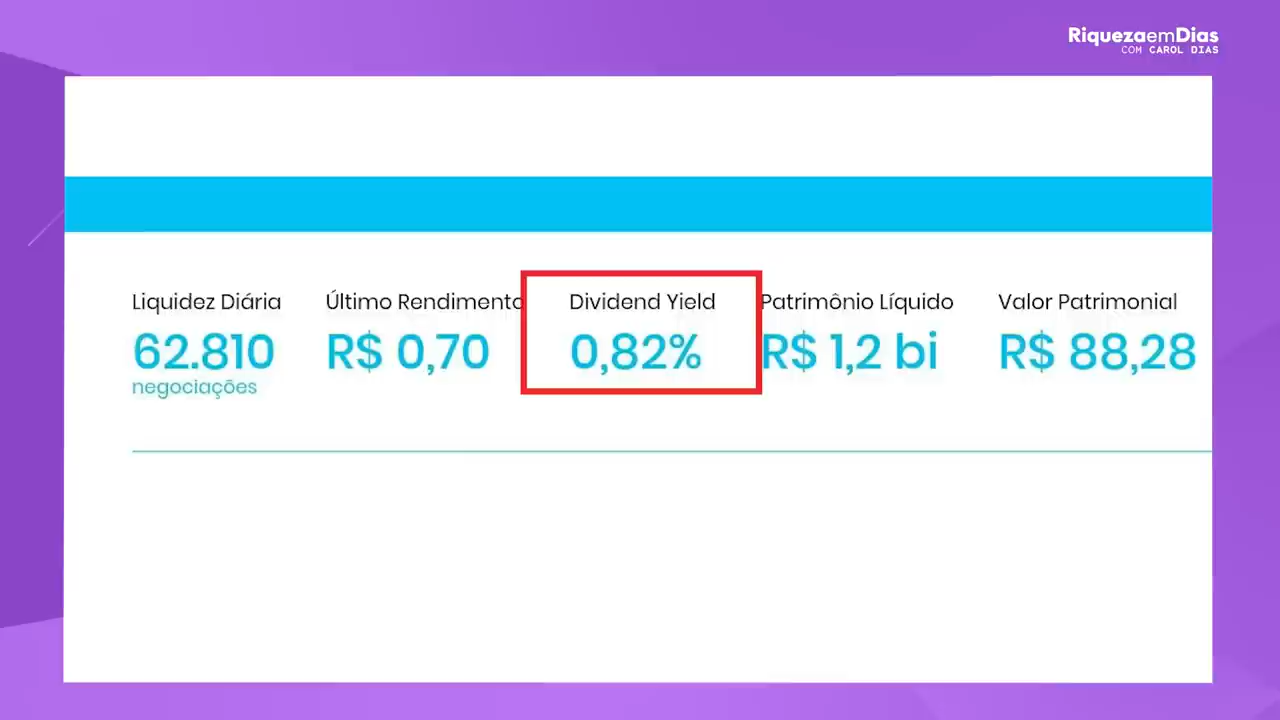 RiquezaemDias
COM CAROL DIAS
Liquidez Diária
Último Rendimento
Dividend Yield
Patrimônio Líquido
Valor Patrimonial
62.810
R$ 0,70
0,82%
R$ 1,2 bi
R$ 88,28
negociações